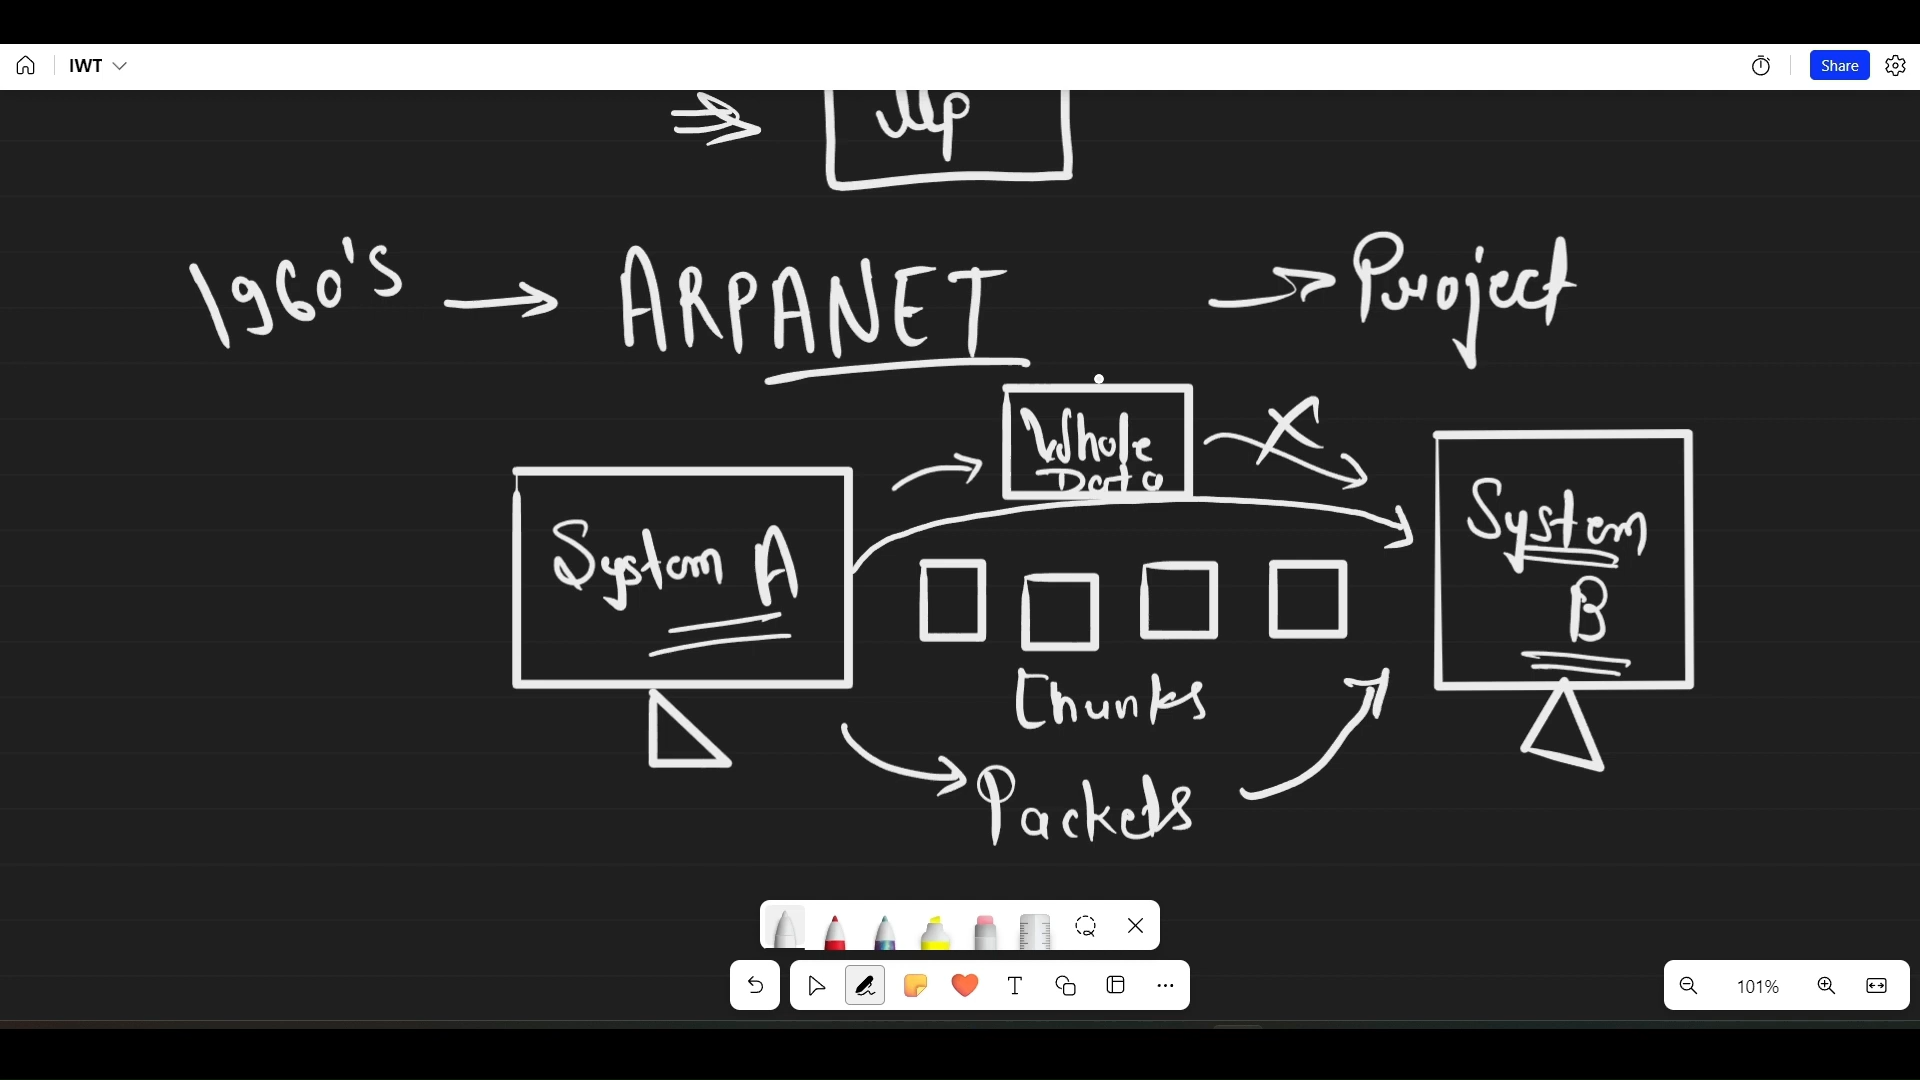 IWT
Share
1960's → ARPANET → Project
Whole
Data
System A
System
B
Chunks
Packets
101%